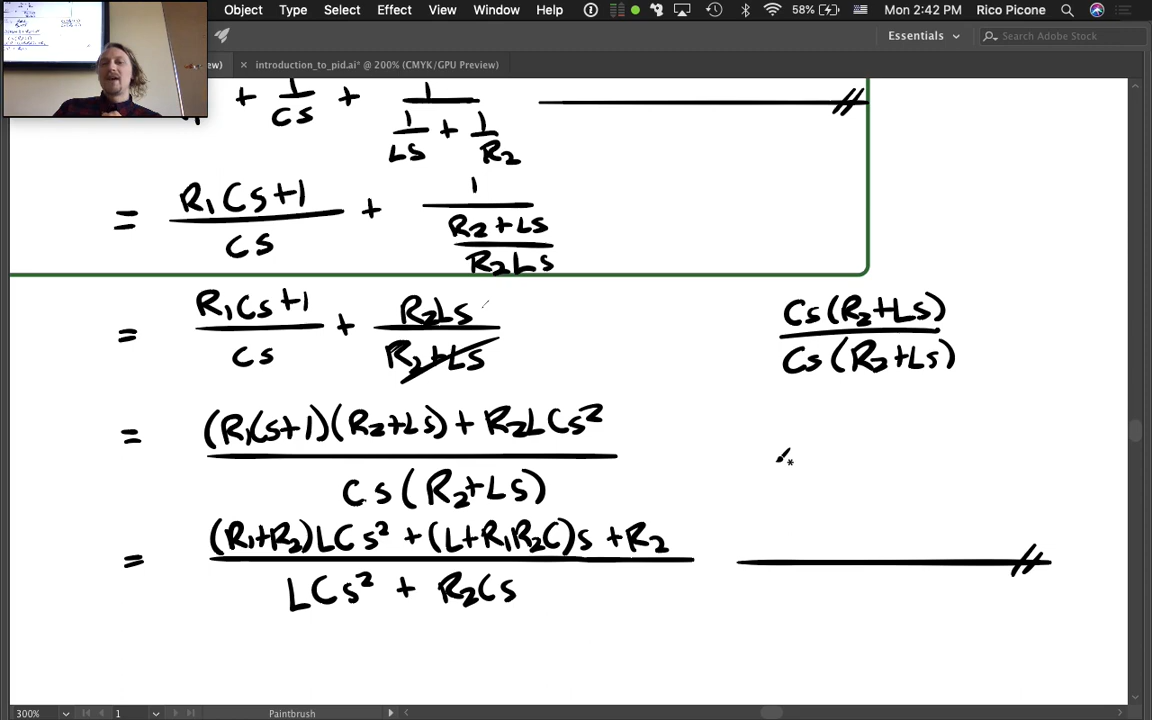 Object Type Select Effect View Window Help 58% Mon 2:42 PM Rico Picone
Essentials Search Adobe Stock
ew) × introduction_to_pid.ai* @ 200% (CMYK/GPU Preview)
+ 1/Cs + 1/(1/Ls + 1/R₂)
= (R₁Cs+1)/Cs + 1/((R₂+Ls)/(R₂Ls))
= (R₁Cs+1)/Cs + R₂Ls/(R₂+Ls)
Cs(R₂+Ls)/Cs(R₂+Ls)
= ((R₁Cs+1)(R₂+Ls) + R₂LCs²)/(Cs(R₂+Ls))
= ((R₁+R₂)LCs² + (L+R₁R₂C)s + R₂)/(LCs² + R₂Cs)
300% 1 Paintbrush